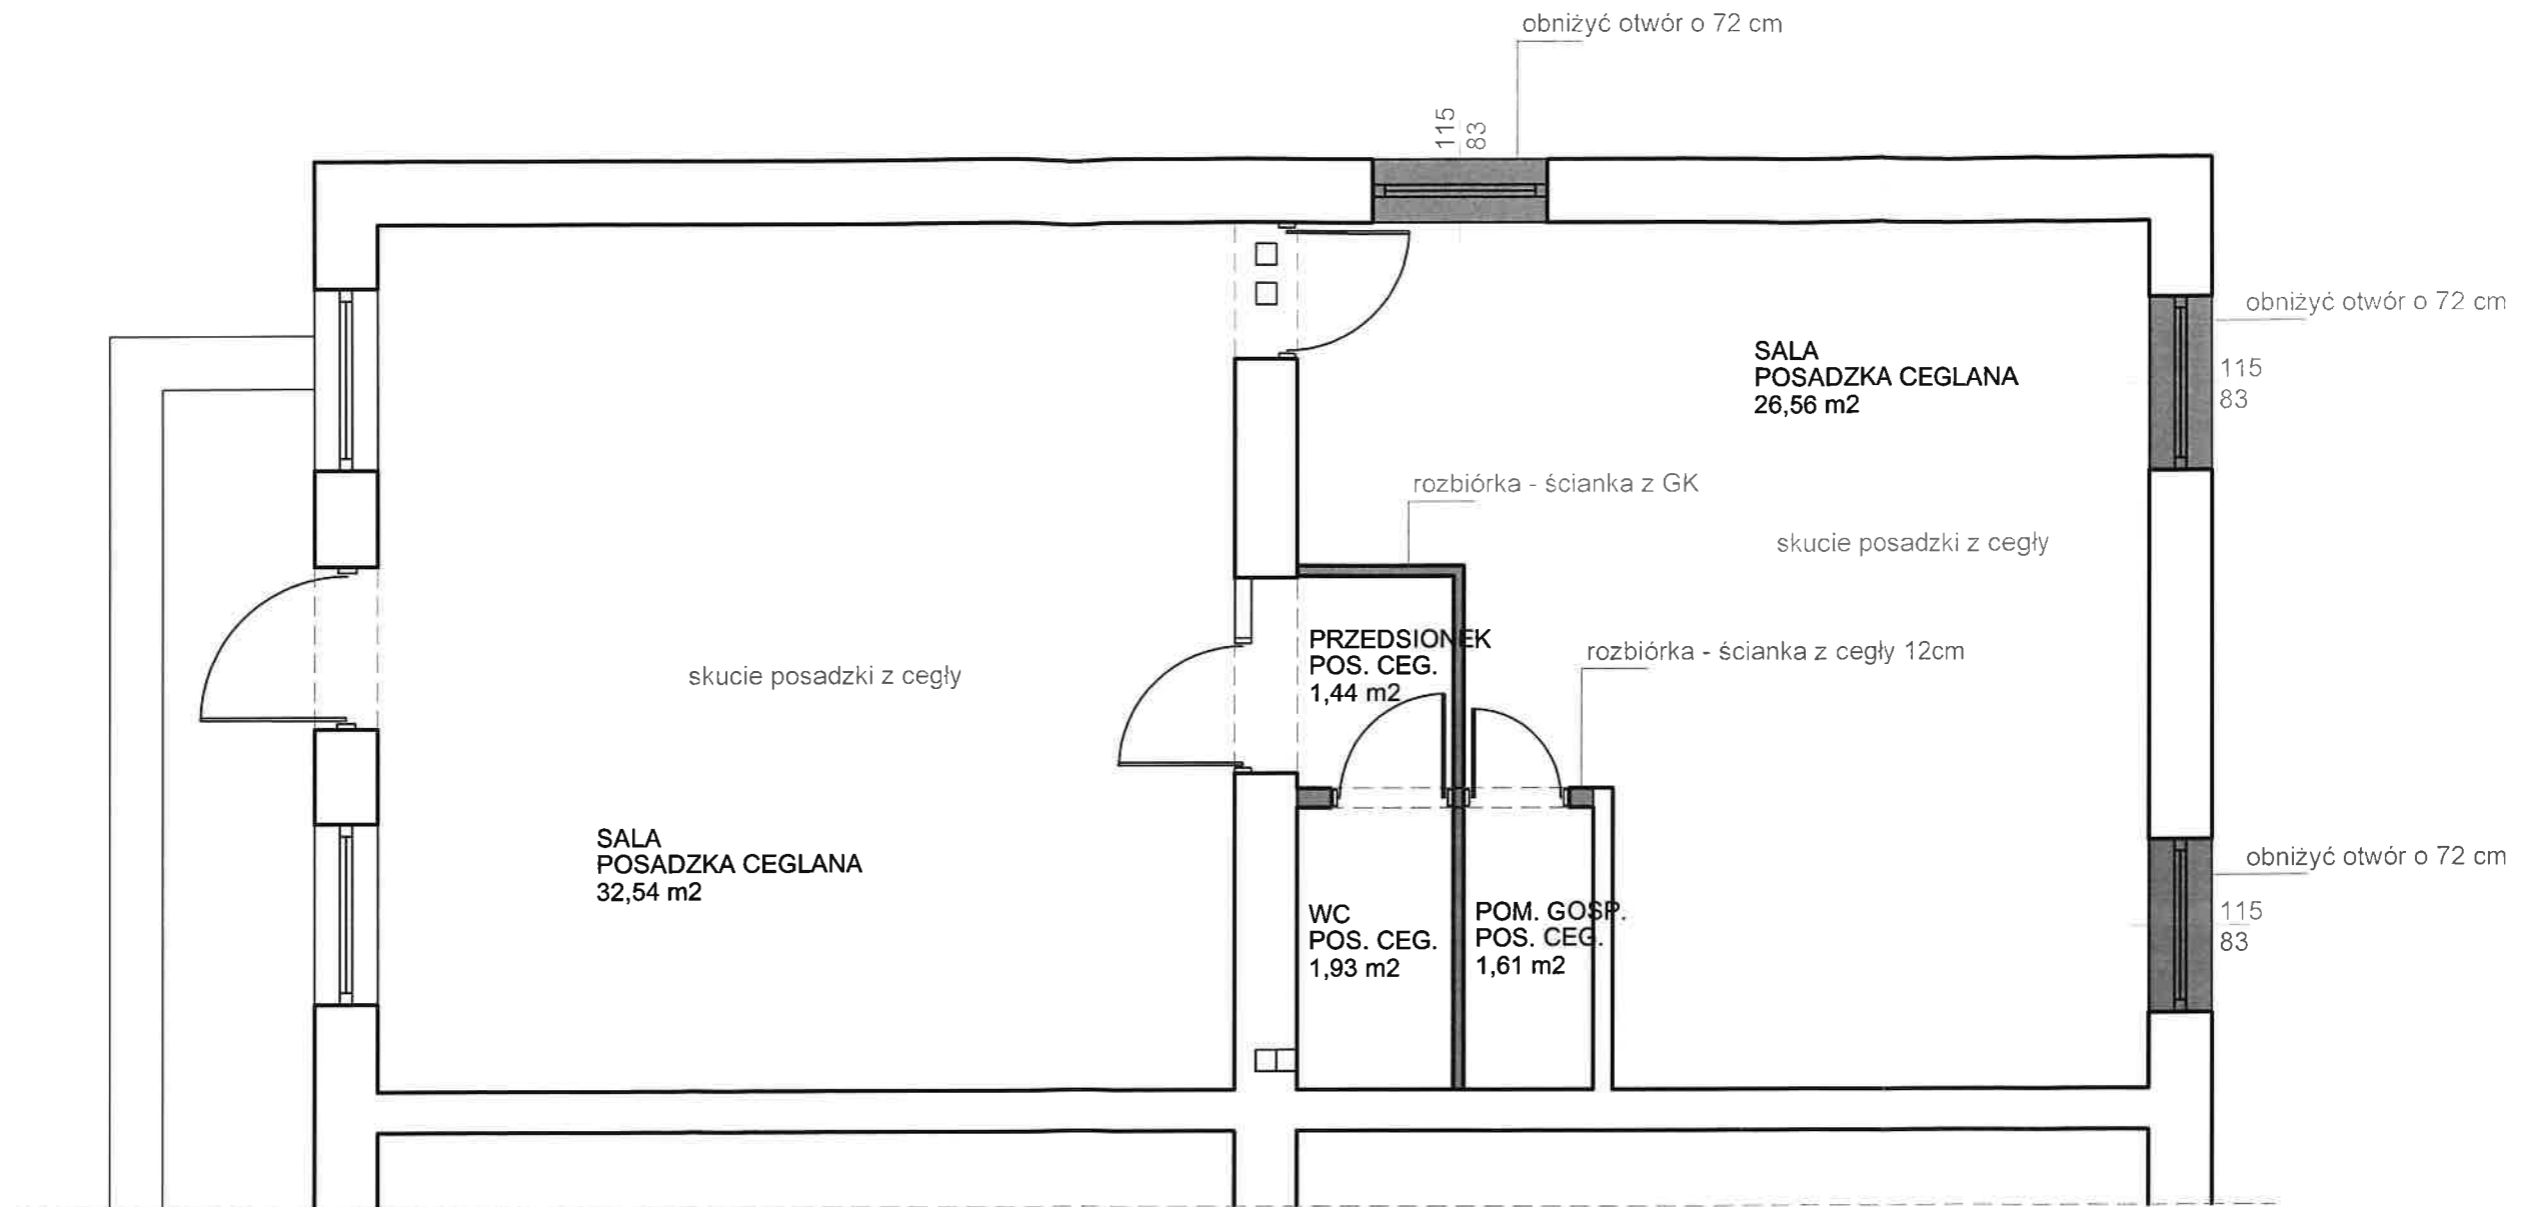 obniżyć otwór o 72 cm
115
83
obniżyć otwór o 72 cm
SALA
POSADZKA CEGLANA
26,56 m2
115
83
rozbiórka - ścianka z GK
skucie posadzki z cegły
PRZEDSIONEK
POS. CEG.
1,44 m2
rozbiórka - ścianka z cegły 12cm
skucie posadzki z cegły
SALA
POSADZKA CEGLANA
32,54 m2
obniżyć otwór o 72 cm
115
83
WC
POS. CEG.
1,93 m2
POM. GOSP.
POS. CEG.
1,61 m2